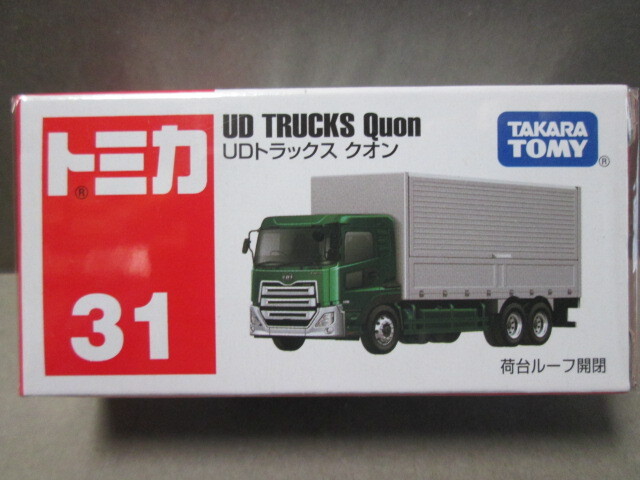 トミカ®
31
UD TRUCKS Quon
UDトラックス クオン
TAKARA
TOMY®
荷台ルーフ開閉